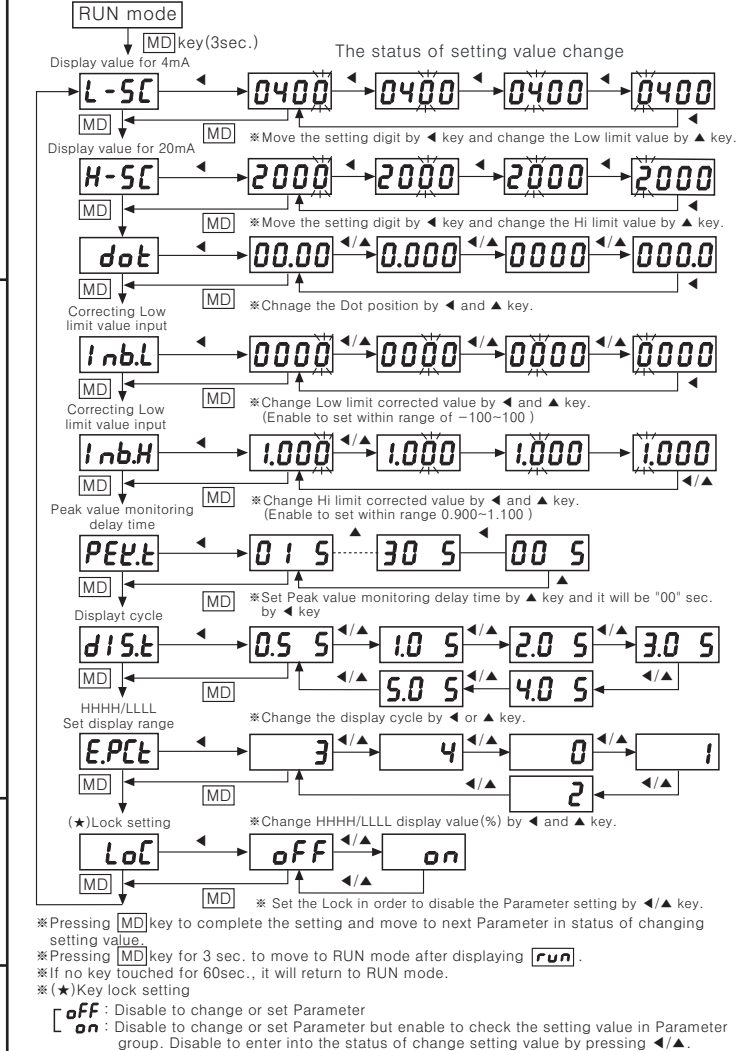 RUN mode
MD key(3sec.)
The status of setting value change
Display value for 4mA
L-SC ◀ 0400 ◀ 0400 ◀ 0400 ◀ 0400
MD MD ◀
※Move the setting digit by ◀ key and change the Low limit value by ▲ key.
Display value for 20mA
H-SC ◀ 2000 ◀ 2000 ◀ 2000 ◀ 2000
MD MD ◀
※Move the setting digit by ◀ key and change the Hi limit value by ▲ key.
dot ◀ 00.00 ◀/▲ 0.000 ◀/▲ 0000 ◀/▲ 000.0
MD MD ◀
※Chnage the Dot position by ◀ and ▲ key.
Correcting Low
limit value input
Inb.L ◀ 0000 ◀/▲ 0000 ◀/▲ 0000 ◀/▲ 0000
MD MD ◀
※Change Low limit corrected value by ◀ and ▲ key.
(Enable to set within range of −100~100 )
Correcting Low
limit value input
Inb.H ◀ 1.000 ◀/▲ 1.000 1.000 1.000
MD MD ◀/▲
※Change Hi limit corrected value by ◀ and ▲ key.
(Enable to set within range 0.900~1.100 )
Peak value monitoring
delay time
PEK.t ◀ 01 S ▲ 30 S ◀ 00 S
MD MD ▲
※Set Peak value monitoring delay time by ▲ key and it will be "00" sec.
by ◀ key
Displayt cycle
dIS.t ◀ 0.5 S ◀/▲ 1.0 S ◀/▲ 2.0 S ◀/▲ 3.0 S
MD MD ◀/▲ 5.0 S ◀/▲ 4.0 S ◀/▲
※Change the display cycle by ◀ or ▲ key.
HHHH/LLLL
Set display range
E.PCt ◀ 3 ◀/▲ 4 ◀/▲ 0 ◀/▲ 1
MD MD ◀/▲ 2 ◀/▲
※Change HHHH/LLLL display value(%) by ◀ and ▲ key.
(★)Lock setting
LoC ◀ oFF ◀/▲ on
MD MD ◀/▲
※ Set the Lock in order to disable the Parameter setting by ◀/▲ key.
※Pressing MD key to complete the setting and move to next Parameter in status of changing
setting value.
※Pressing MD key for 3 sec. to move to RUN mode after displaying run .
※If no key touched for 60sec., it will return to RUN mode.
※(★)Key lock setting
oFF : Disable to change or set Parameter
on : Disable to change or set Parameter but enable to check the setting value in Parameter
group. Disable to enter into the status of change setting value by pressing ◀/▲.